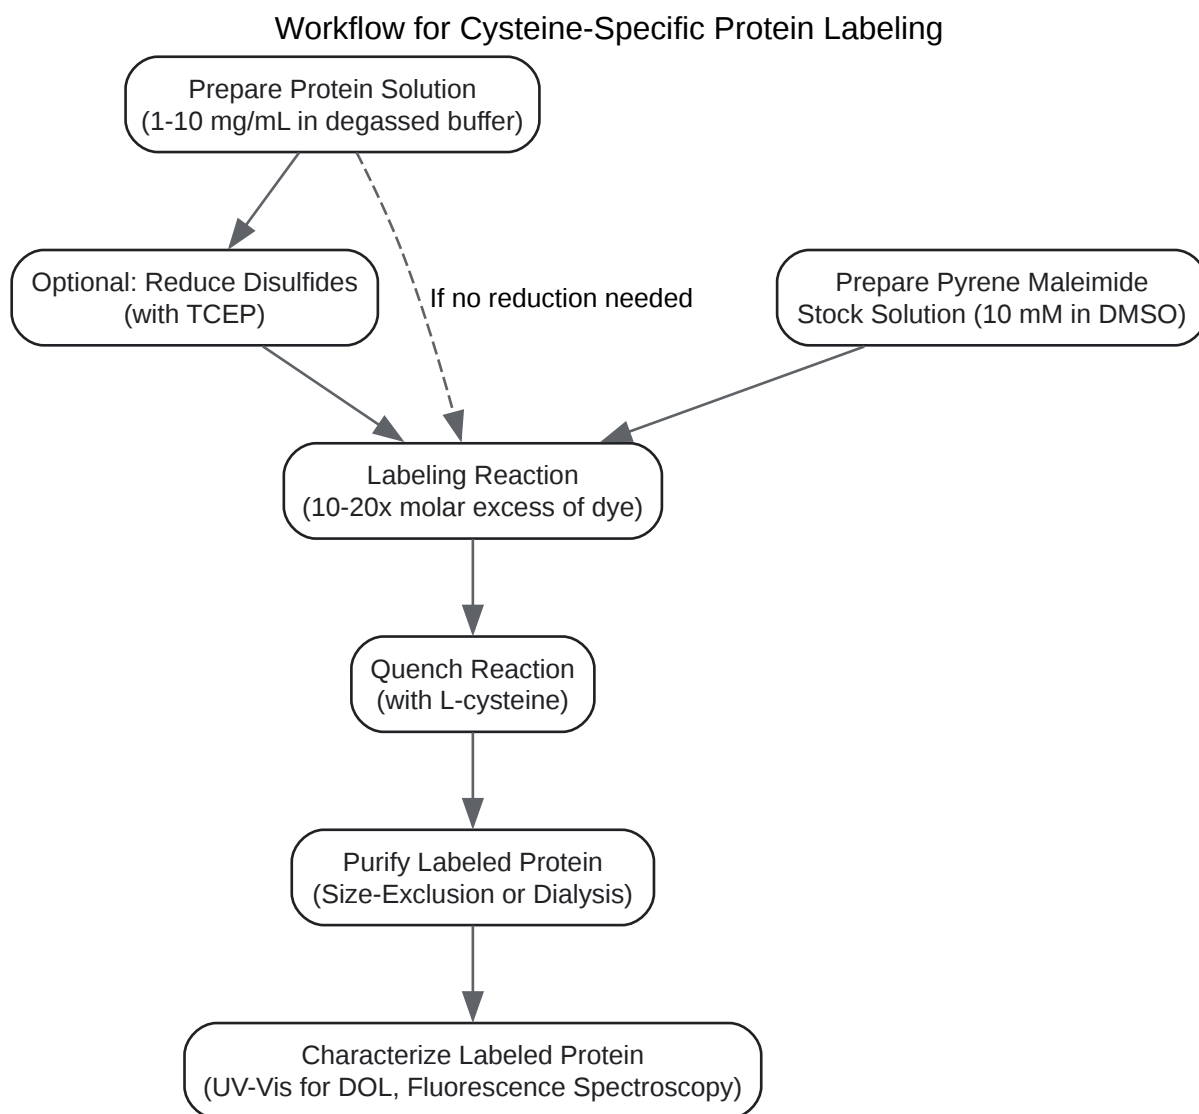 Workflow for Cysteine-Specific Protein Labeling
Prepare Protein Solution
(1-10 mg/mL in degassed buffer)
Optional: Reduce Disulfides
(with TCEP)
If no reduction needed
Prepare Pyrene Maleimide
Stock Solution (10 mM in DMSO)
Labeling Reaction
(10-20x molar excess of dye)
Quench Reaction
(with L-cysteine)
Purify Labeled Protein
(Size-Exclusion or Dialysis)
Characterize Labeled Protein
(UV-Vis for DOL, Fluorescence Spectroscopy)